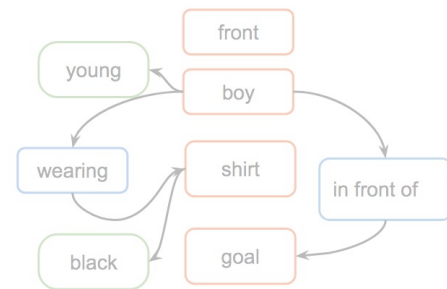 front
young
boy
wearing
shirt
in front of
black
goal